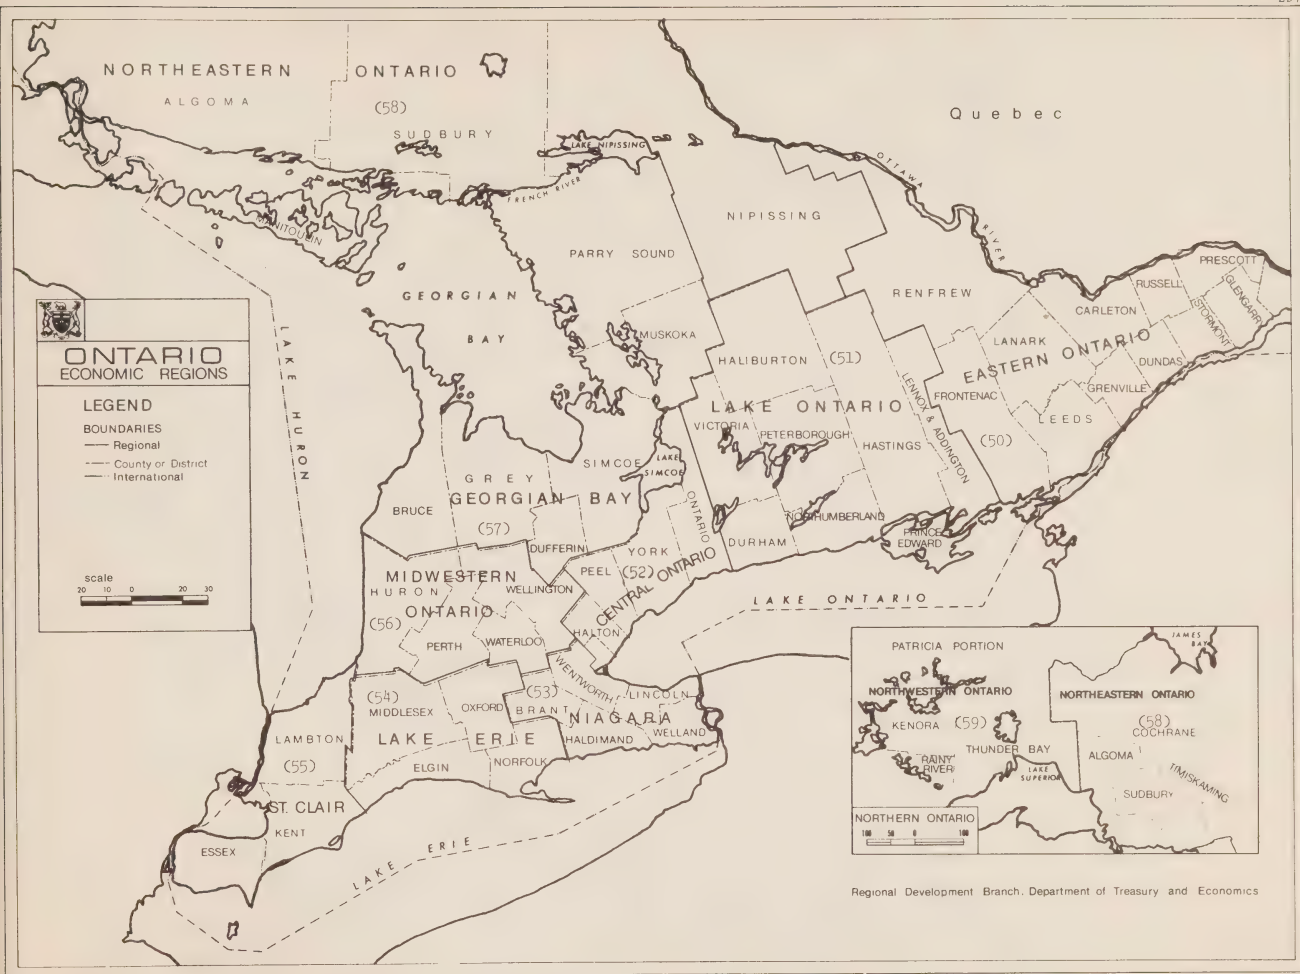 NORTHEASTERN ONTARIO
ALGOMA
(58)
SUDBURY
LAKE NIPISSING
FRENCH RIVER
MANITOULIN
Quebec
OTTAWA RIVER
NIPISSING
PARRY SOUND
GEORGIAN BAY
MUSKOKA
RENFREW
PRESCOTT
RUSSELL
GLENGARRY
STORMONT
CARLETON
LANARK
EASTERN ONTARIO
DUNDAS
GRENVILLE
FRONTENAC
LEEDS
(50)
HALIBURTON
(51)
LENNOX & ADDINGTON
LAKE ONTARIO
VICTORIA
PETERBOROUGH
HASTINGS
NORTHUMBERLAND
PRINCE
EDWARD
DURHAM
ONTARIO
LAKE HURON
ONTARIO
ECONOMIC REGIONS
LEGEND
BOUNDARIES
Regional
County or District
International
scale
20 10 0 20 30
SIMCOE
LAKE
SIMCOE
GREY
GEORGIAN BAY
BRUCE
(57)
DUFFERIN
YORK
PEEL
(52)
CENTRAL ONTARIO
HALTON
MIDWESTERN
HURON
WELLINGTON
ONTARIO
(56)
PERTH
WATERLOO
LAKE ONTARIO
WENTWORTH
LINCOLN
(53)
BRANT
NIAGARA
WELLAND
HALDIMAND
(54)
MIDDLESEX
OXFORD
LAKE ERIE
NORFOLK
ELGIN
LAMBTON
(55)
ST. CLAIR
KENT
ESSEX
LAKE ERIE
PATRICIA PORTION
JAMES
BAY
NORTHWESTERN ONTARIO
NORTHEASTERN ONTARIO
KENORA
(59)
(58)
COCHRANE
THUNDER BAY
ALGOMA
RAINY
RIVER
LAKE
SUPERIOR
TIMISKAMING
SUDBURY
NORTHERN ONTARIO
100 50 0 100
Regional Development Branch. Department of Treasury and Economics